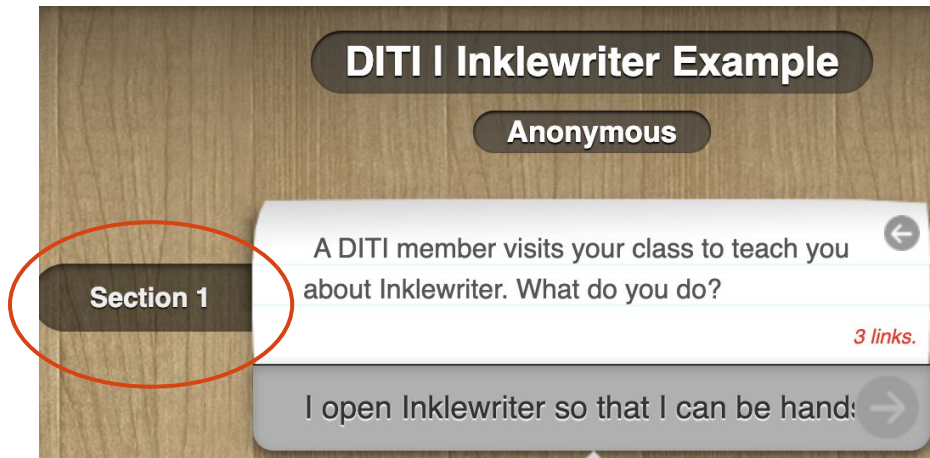 DITI | Inklewriter Example
Anonymous
A DITI member visits your class to teach you
about Inklewriter. What do you do?
Section 1
3 links.
I open Inklewriter so that I can be hands